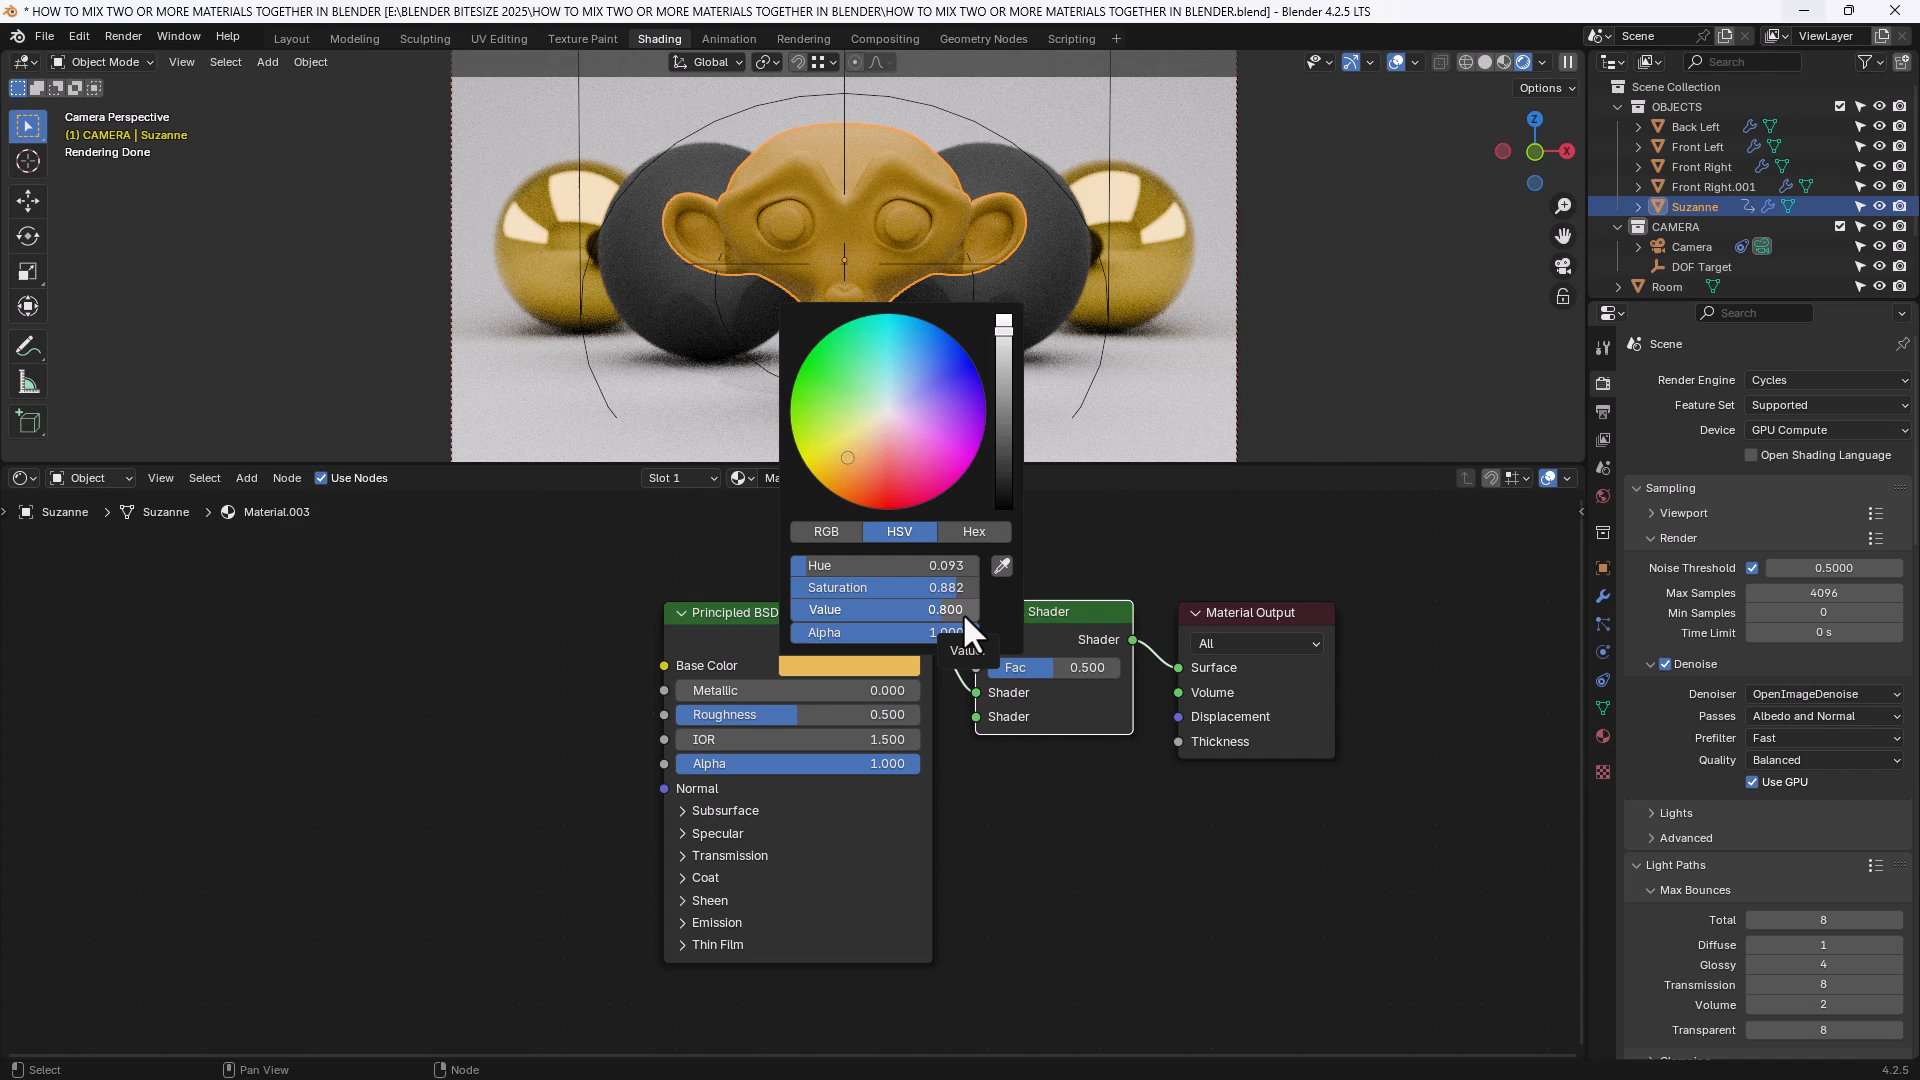 * HOW TO MIX TWO OR MORE MATERIALS TOGETHER IN BLENDER [E:\BLENDER BITESIZE 2025\HOW TO MIX TWO OR MORE MATERIALS TOGETHER IN BLENDER\HOW TO MIX TWO OR MORE MATERIALS TOGETHER IN BLENDER.blend] - Blender 4.2.5 LTS
File Edit Render Window Help Layout Modeling Sculpting UV Editing Texture Paint Shading Animation Rendering Compositing Geometry Nodes Scripting + Scene ViewLayer
Object Mode View Select Add Object Global
Options
Camera Perspective
(1) CAMERA | Suzanne
Rendering Done
Z
X
Search
Scene Collection
OBJECTS
Back Left
Front Left
Front Right
Front Right.001
Suzanne
CAMERA
Camera
DOF Target
Room
Search
Scene
Render Engine Cycles
Feature Set Supported
Device GPU Compute
Open Shading Language
Sampling
Viewport
Render
Noise Threshold 0.5000
Max Samples 4096
Min Samples 0
Time Limit 0 s
Denoise
Denoiser OpenImageDenoise
Passes Albedo and Normal
Prefilter Fast
Quality Balanced
Use GPU
Lights
Advanced
Light Paths
Max Bounces
Total 8
Diffuse 1
Glossy 4
Transmission 8
Volume 2
Transparent 8
Object View Select Add Node Use Nodes Slot 1 Ma
Suzanne Suzanne Material.003
RGB HSV Hex
Hue 0.093
Saturation 0.882
Value 0.800
Alpha 1.000
Principled BSD
Base Color
Metallic 0.000
Roughness 0.500
IOR 1.500
Alpha 1.000
Normal
Subsurface
Specular
Transmission
Coat
Sheen
Emission
Thin Film
Shader
Shader
Fac 0.500
Shader
Shader
Material Output
All
Surface
Volume
Displacement
Thickness
Select Pan View Node 4.2.5